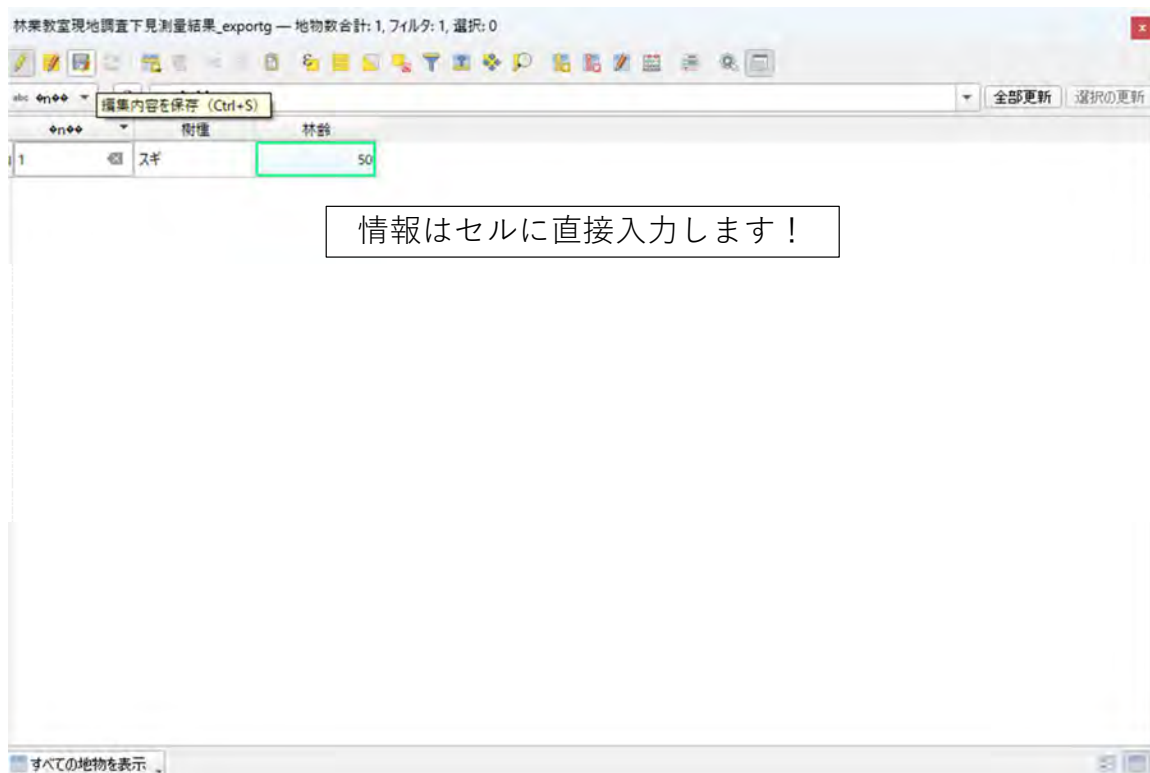 林業教室現地調査下見測量結果_exportg — 地物数合計: 1, フィルタ: 1, 選択: 0
abc �n�� 全部更新 選択の更新
編集内容を保存 (Ctrl+S)
�n�� 樹種 林齢
1 スギ 50
情報はセルに直接入力します！
すべての地物を表示